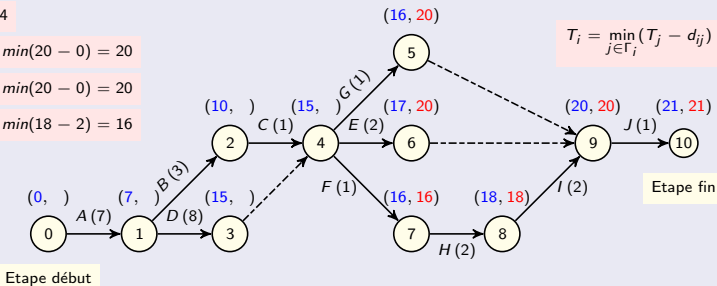 4
min(20 − 0) = 20
min(20 − 0) = 20
min(18 − 2) = 16
T_i = min_{j∈Γ_i} (T_j − d_{ij})
(16, 20)
5
G (1)
(10, )
(15, )
(17, 20)
(20, 20)
(21, 21)
2
C (1)
4
E (2)
6
9
J (1)
10
B (3)
F (1)
I (2)
Etape fin
(0, )
(7, )
(15, )
(16, 16)
(18, 18)
0
A (7)
1
D (8)
3
7
H (2)
8
Etape début